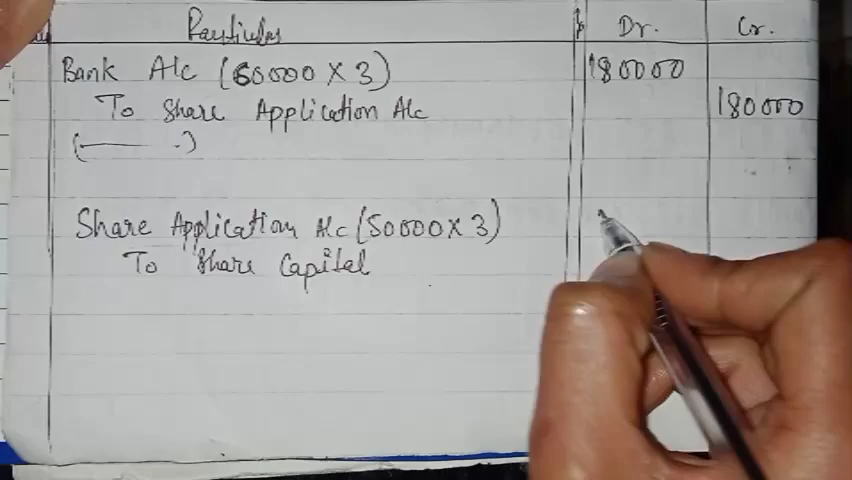 Particulars Dr. Cr.
Bank A/c (60000 X 3) 180000
To Share Application A/c 180000
Share Application A/c (50000 X 3)
To Share Capital